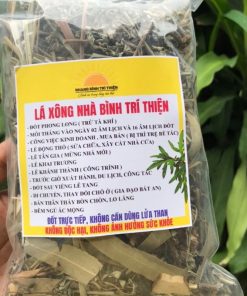 NHANG BÌNH TRÍ THIỆN
LÁ XÔNG NHÀ BÌNH TRÍ THIỆN
- ĐỐT PHONG LONG ( TRỪ TÀ KHÍ )
- MỖI THÁNG VÀO NGÀY 02 ÂM LỊCH VÀ 16 ÂM LỊCH ĐỐT
- CÔNG VIỆC KINH DOANH - MUA BÁN ( BỊ TRÌ TRỆ BẾ TẮC)
- LỄ ĐỘNG THỔ ( SỬA CHỮA, XÂY CẤT NHÀ CỬA)
- LỄ TÂN GIA ( MỪNG NHÀ MỚI )
- LỄ KHAI TRƯƠNG
- LỄ KHÁNH THÀNH ( CÔNG TRÌNH )
- TRƯỚC GIỜ XUẤT HÀNH, DU LỊCH, CÔNG TÁC
- ĐỐT SAU VIẾNG LỄ TANG
- DI CHUYỂN, THAY ĐỔI CHỖ Ở ( GIA ĐẠO BẤT AN)
- BẢN THÂN THẤY BỒN CHỒN, LO LẮNG
- ĐÊM NGỦ ÁC MỘNG
ĐỐT TRỰC TIẾP, KHÔNG CẦN DÙNG LỬA THAN
KHÔNG ĐỘC HẠI, KHÔNG ẢNH HƯỞNG SỨC KHỎE